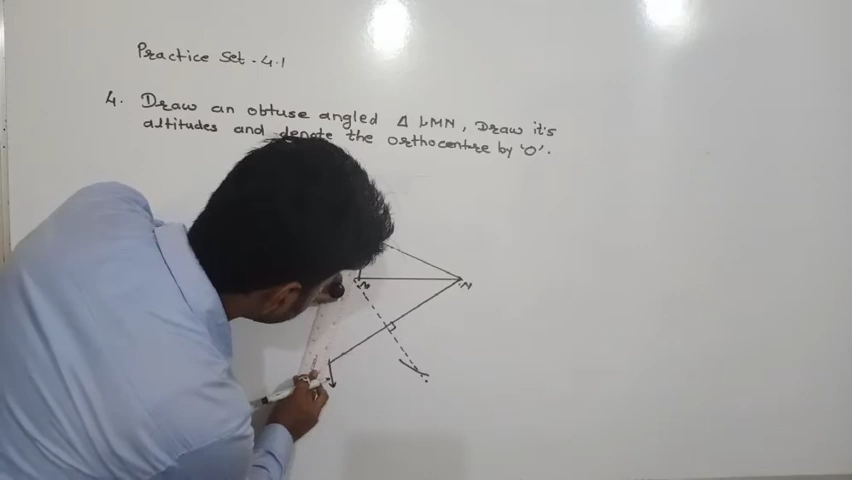 Practice Set - 4.1
4. Draw an obtuse angled Δ LMN, Draw it's
altitudes and denote the orthocentre by 'O'.
M
N
L